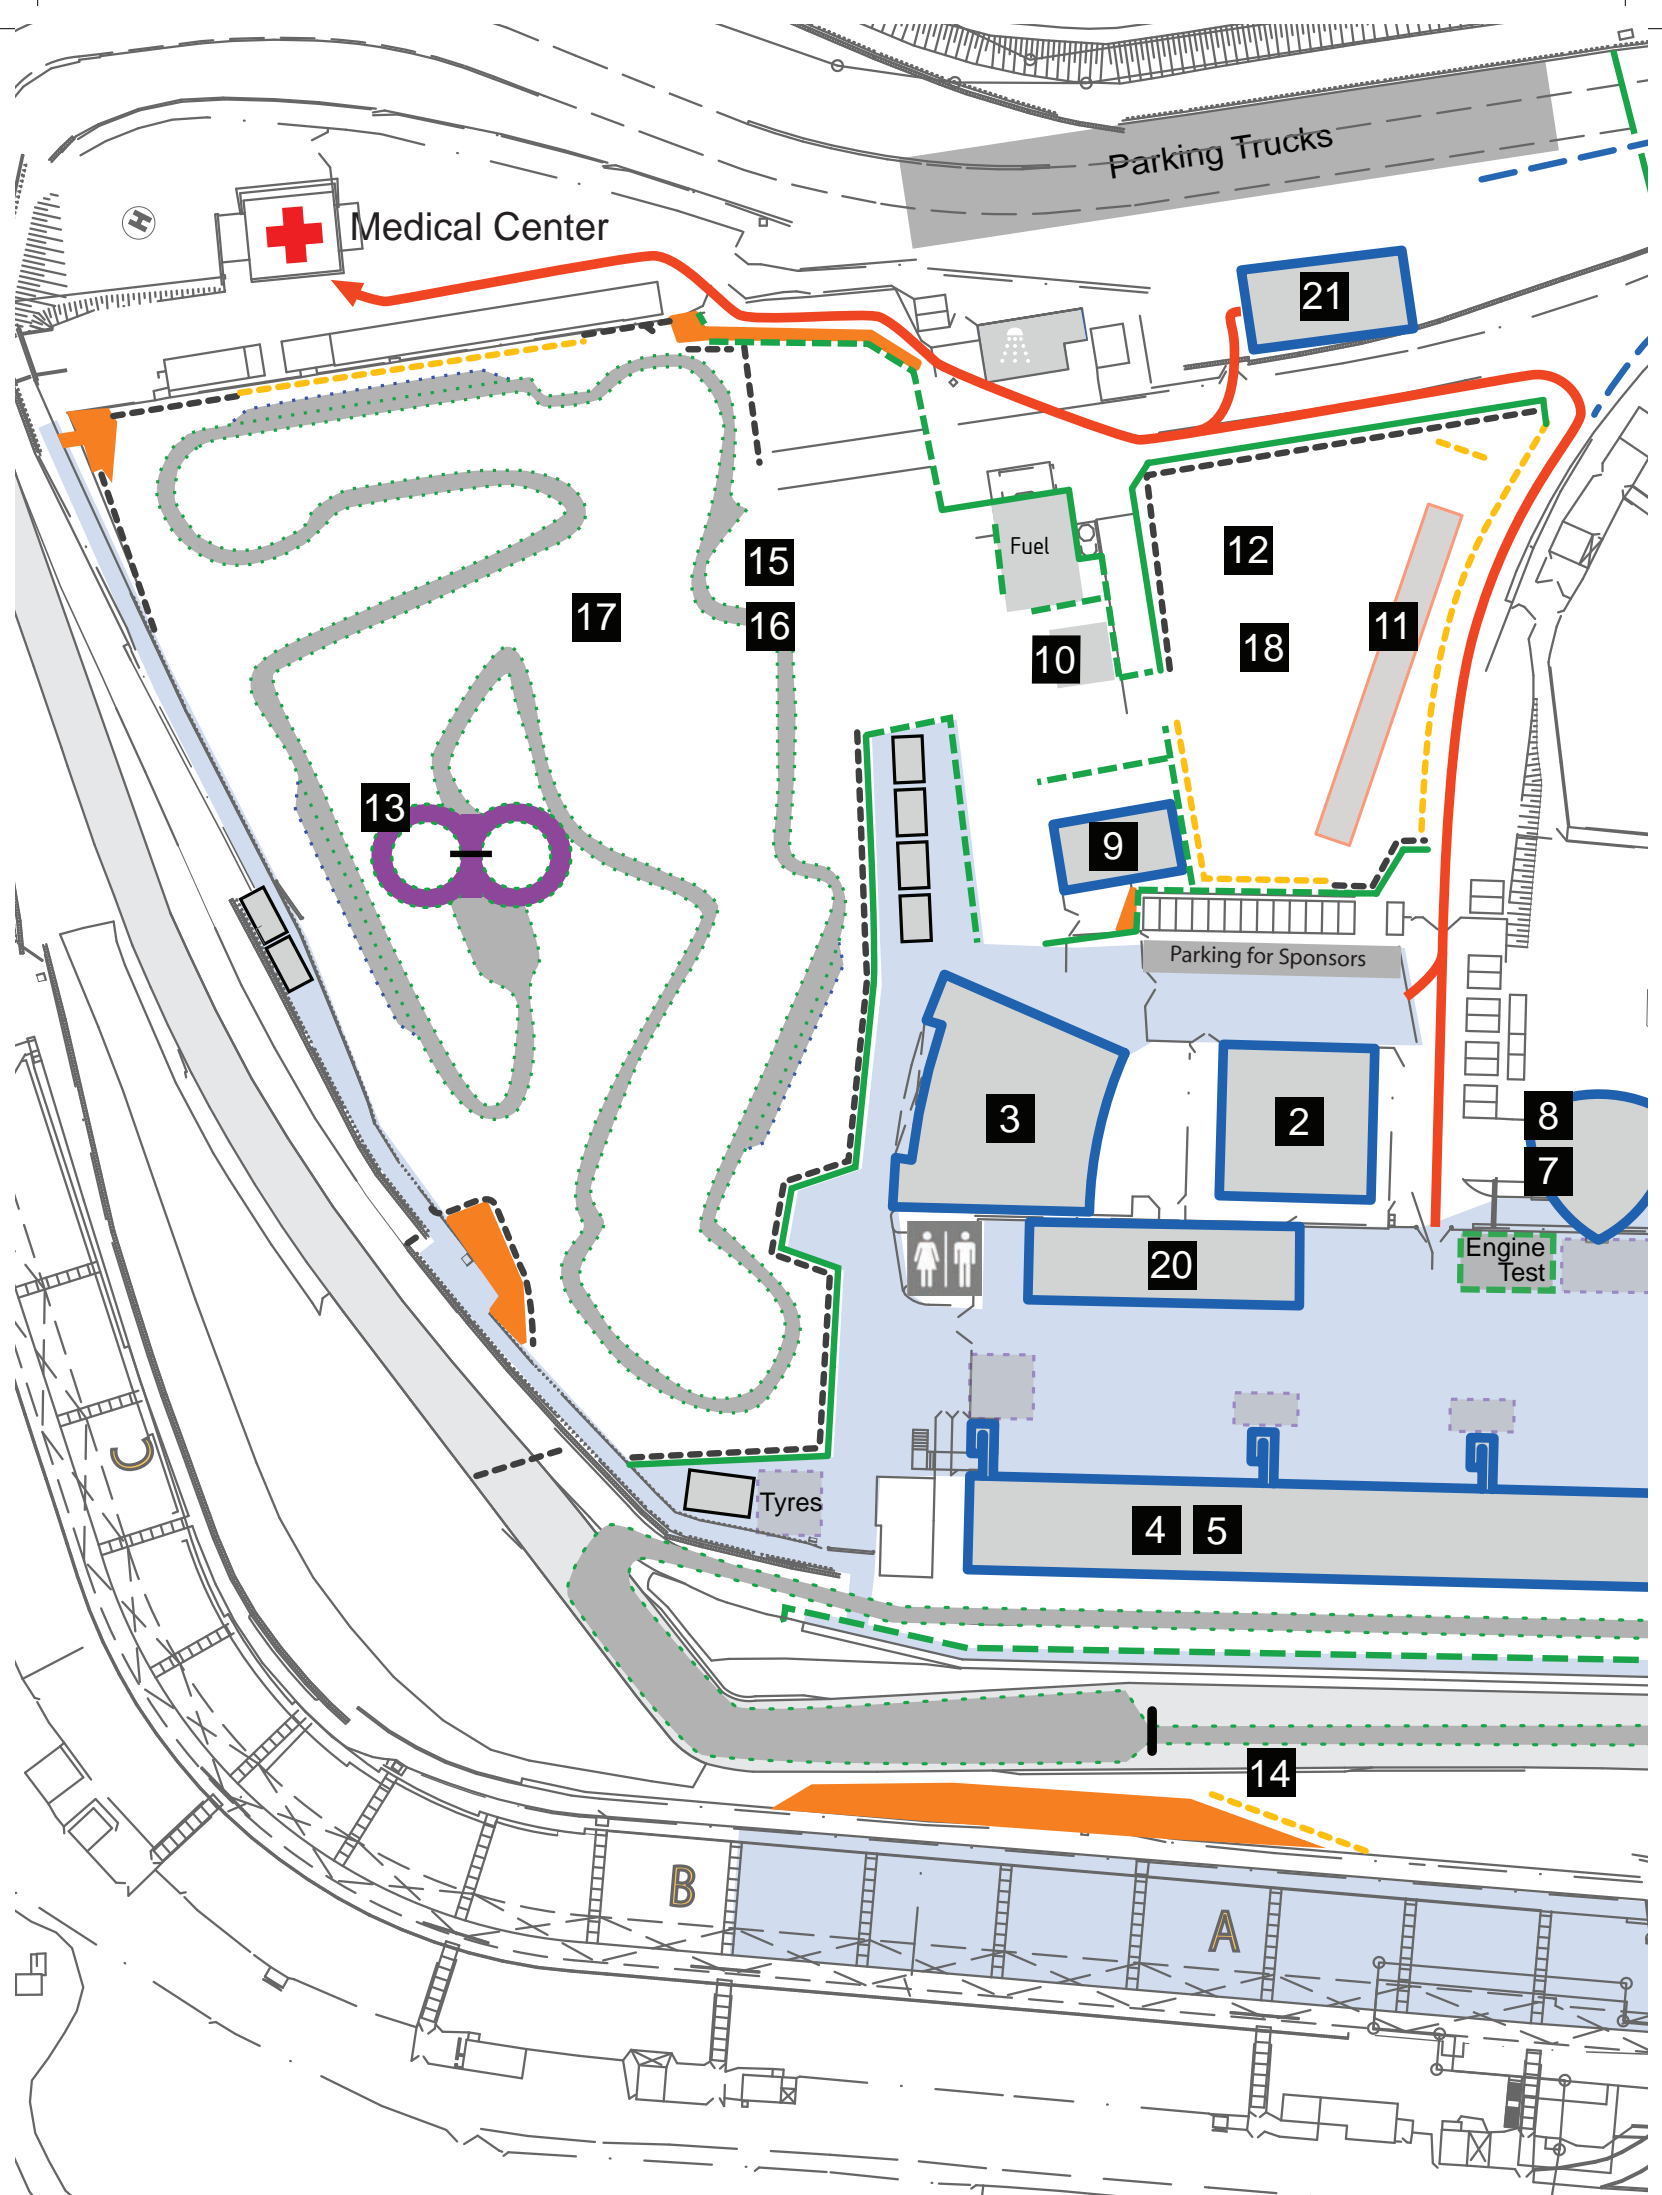 Parking Trucks
H
Medical Center
21
12
Fuel
15
17
16
11
18
10
13
9
Parking for Sponsors
3
2
8
7
20
Engine
Test
C
Tyres
4
5
14
B
A